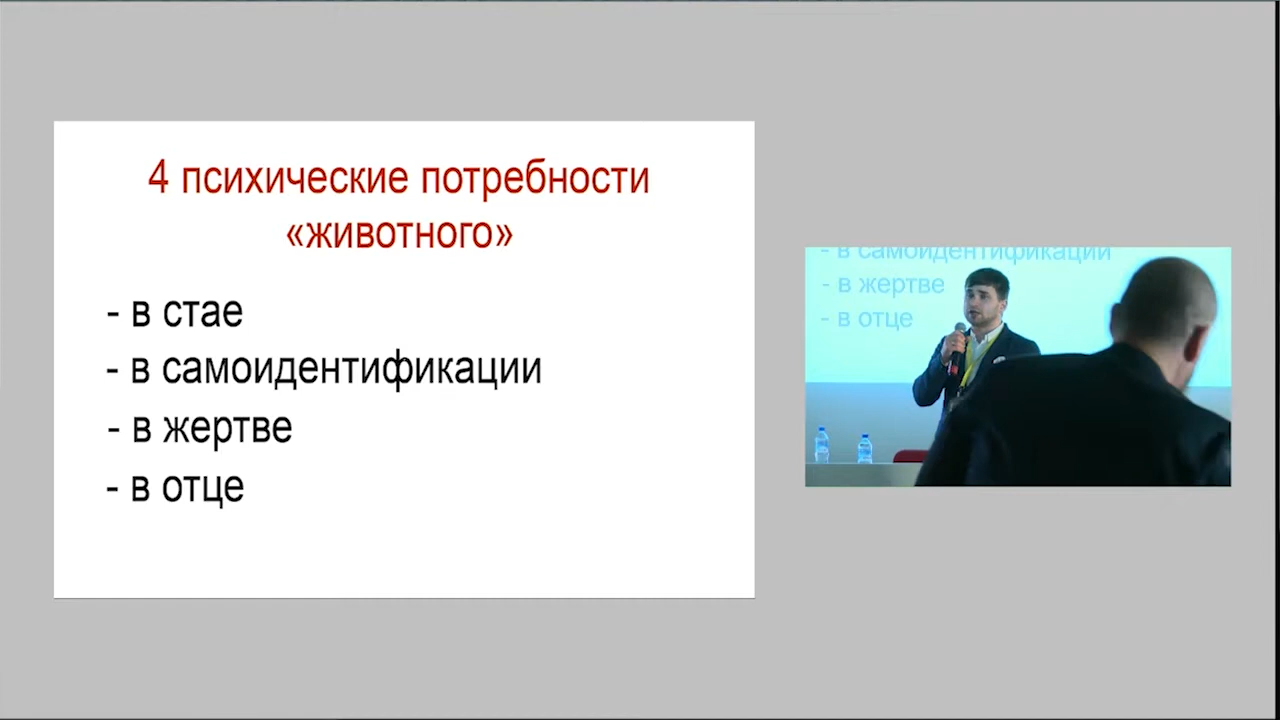 4 психические потребности
«животного»
- в стае
- в самоидентификации
- в жертве
- в отце
- в самоидентификации
- в жертве
- в отце